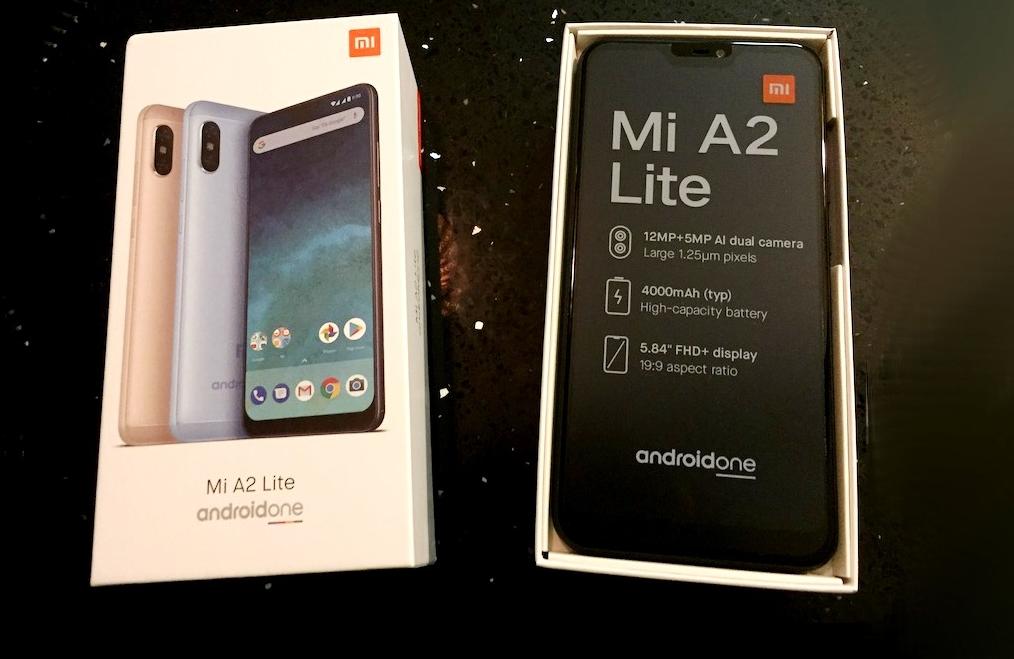 mi
Mi A2 Lite
androidone
mi
Mi A2
Lite
12MP+5MP AI dual camera
Large 1.25µm pixels
4000mAh (typ)
High-capacity battery
5.84" FHD+ display
19:9 aspect ratio
androidone